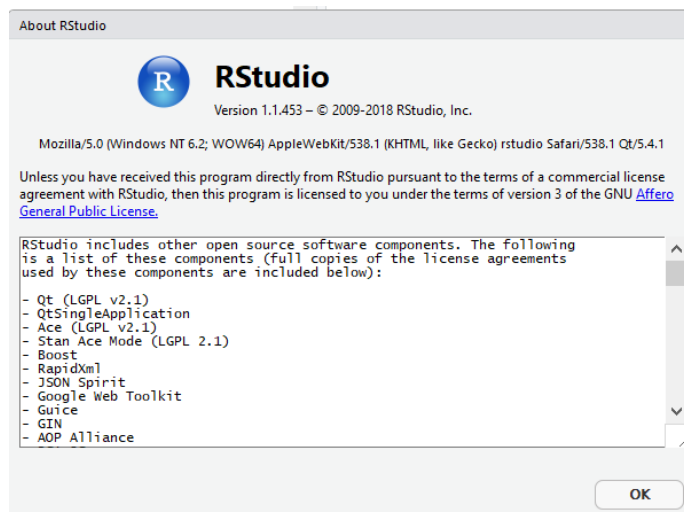 About RStudio
R
RStudio
Version 1.1.453 – © 2009-2018 RStudio, Inc.
Mozilla/5.0 (Windows NT 6.2; WOW64) AppleWebKit/538.1 (KHTML, like Gecko) rstudio Safari/538.1 Qt/5.4.1
Unless you have received this program directly from RStudio pursuant to the terms of a commercial license
agreement with RStudio, then this program is licensed to you under the terms of version 3 of the GNU Affero
General Public License.
RStudio includes other open source software components. The following
is a list of these components (full copies of the license agreements
used by these components are included below):
- Qt (LGPL v2.1)
- QtSingleApplication
- Ace (LGPL v2.1)
- Stan Ace Mode (LGPL 2.1)
- Boost
- RapidXml
- JSON Spirit
- Google Web Toolkit
- Guice
- GIN
- AOP Alliance
OK